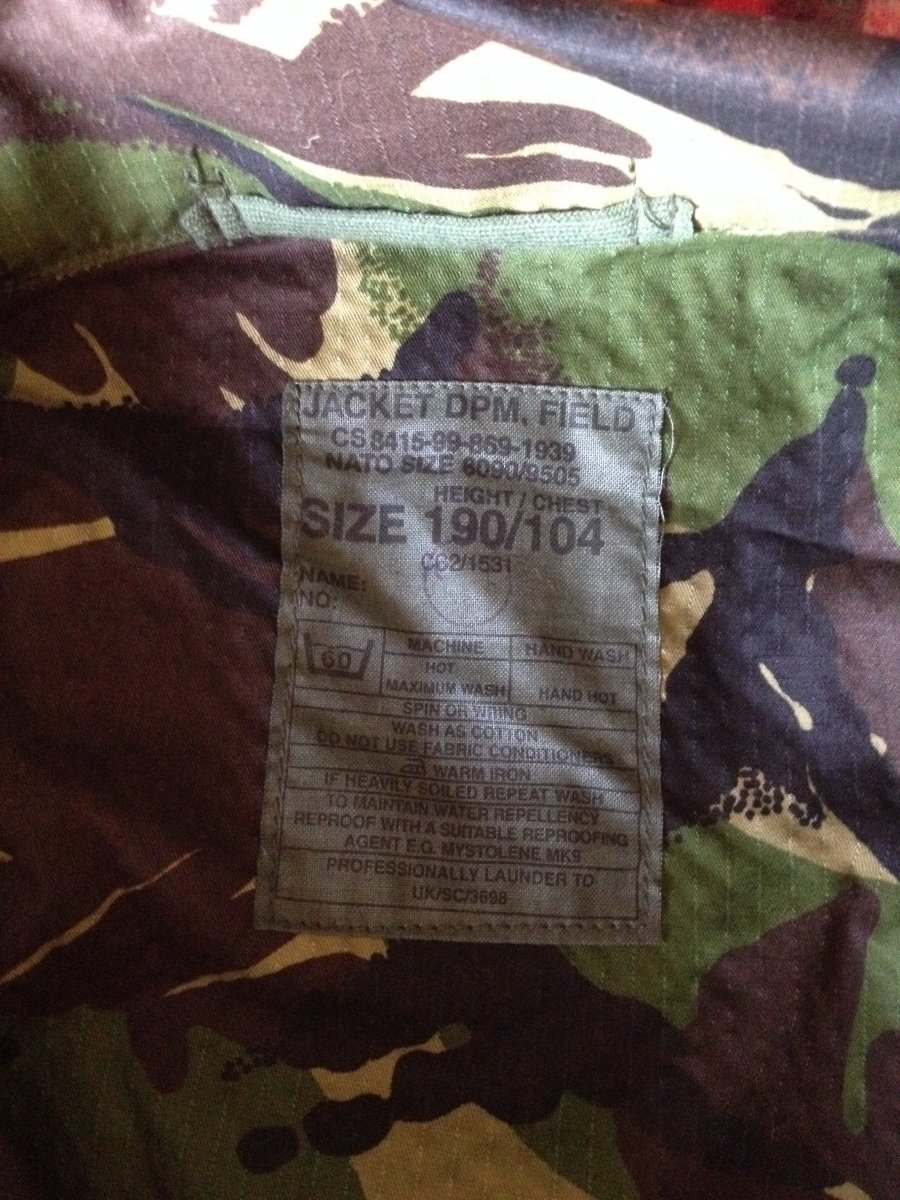 JACKET DPM, FIELD
CS 8415-99-869-1939
NATO SIZE 8090/9505
HEIGHT / CHEST
SIZE 190/104
CC2/1531
NAME:
NO:
60
MACHINE
HAND WASH
HOT
MAXIMUM WASH
HAND HOT
SPIN OR WRING
WASH AS COTTON
DO NOT USE FABRIC CONDITIONERS
WARM IRON
IF HEAVILY SOILED REPEAT WASH
TO MAINTAIN WATER REPELLENCY
REPROOF WITH A SUITABLE REPROOFING
AGENT E.G. MYSTOLENE MK9
PROFESSIONALLY LAUNDER TO
UK/SC/3698